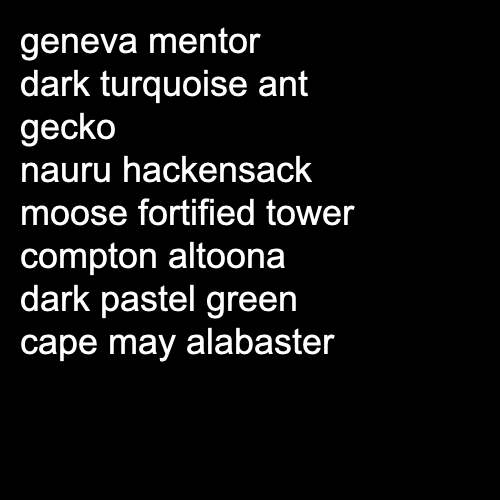 geneva mentor
dark turquoise ant
gecko
nauru hackensack
moose fortified tower
compton altoona
dark pastel green
cape may alabaster